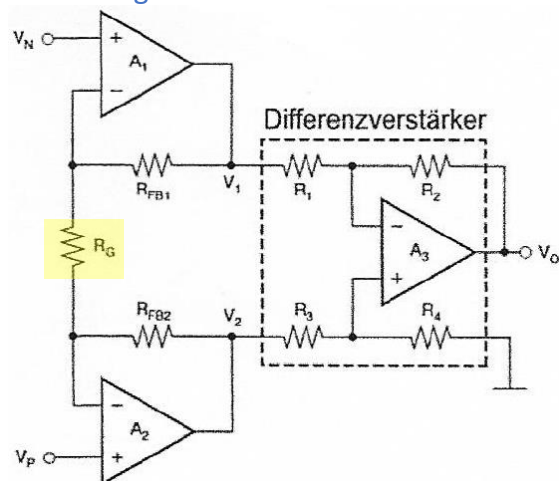 V_N
+
A_1
−
Differenzverstärker
R_FB1
V_1
R_1
R_2
R_G
−
A_3
+
V_O
R_FB2
V_2
R_3
R_4
−
A_2
V_P
+